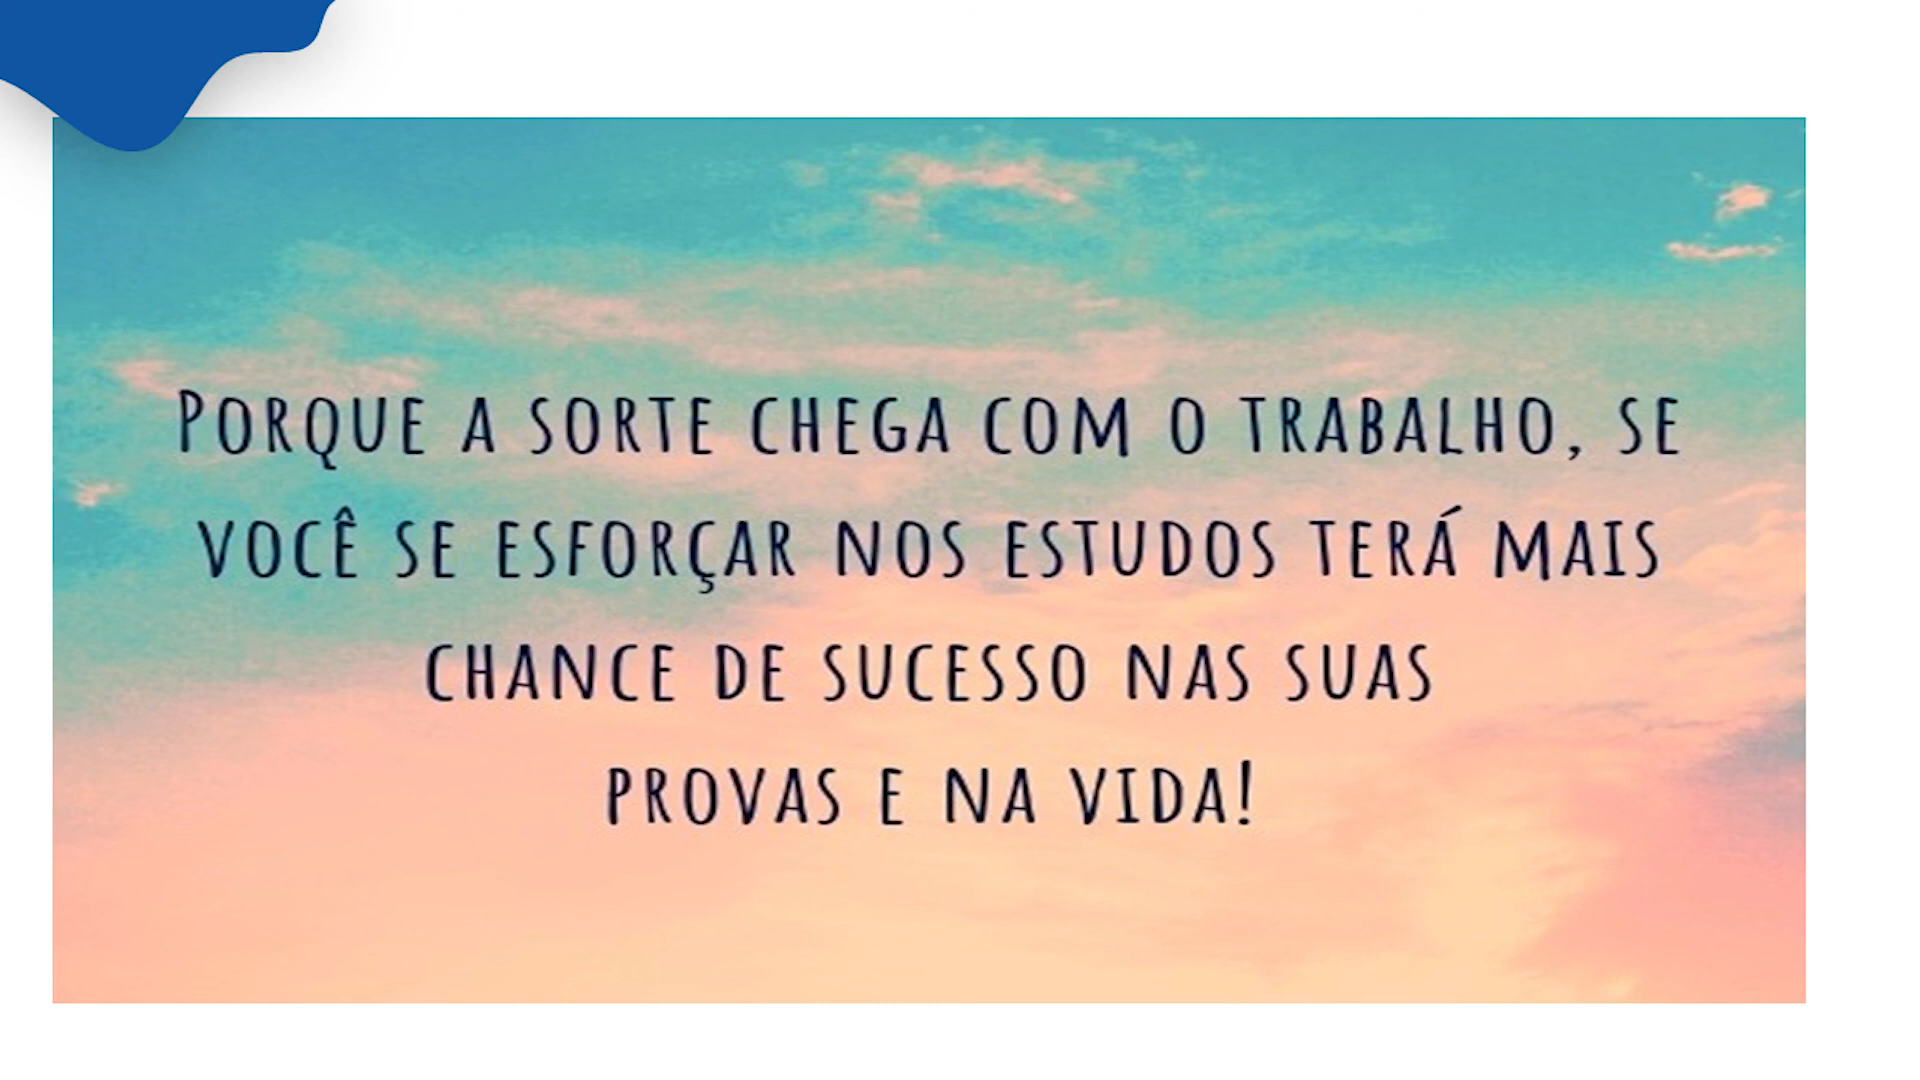 Porque a sorte chega com o trabalho, se
você se esforçar nos estudos terá mais
chance de sucesso nas suas
provas e na vida!